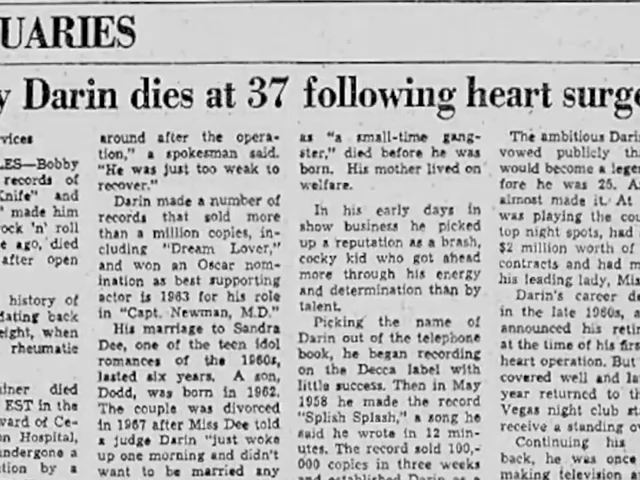 UARIES
y Darin dies at 37 following heart surge
vices
LES—Bobby
records of
Knife" and
" made him
ock 'n' roll
e ago, died
after open
history of
dating back
eight, when
rheumatic
ainer died
EST in the
ward of Ce-
on Hospital,
undergone a
ution by a
around after the opera-
tion," a spokesman said.
"He was just too weak to
recover."
Darin made a number of
records that sold more
than a million copies, in-
cluding "Dream Lover,"
and won an Oscar nom-
ination as best supporting
actor is 1963 for his role
in "Capt. Newman, M.D."
His marriage to Sandra
Dee, one of the teen idol
romances of the 1960s,
lasted six years. A son,
Dodd, was born in 1962.
The couple was divorced
in 1967 after Miss Dee told
a judge Darin "just woke
up one morning and didn't
want to be married any
as "a small-time gang-
ster," died before he was
born. His mother lived on
welfare.
In his early days in
show business he picked
up a reputation as a brash,
cocky kid who got ahead
more through his energy
and determination than by
talent.
Picking the name of
Darin out of the telephone
book, he began recording
on the Decca label with
little success. Then in May
1958 he made the record
"Splish Splash," a song he
said he wrote in 12 min-
utes. The record sold 100,-
000 copies in three weeks
and established Darin as a
The ambitious Darin
vowed publicly tha
would become a lege
fore he was 25. A
almost made it. At
was playing the cou
top night spots, had
$2 million worth of
contracts and had m
his leading lady, Mis
Darin's career de
in the late 1960s, a
announced his reti
at the time of his firs
heart operation. But
covered well and la
year returned to t
Vegas night club st
receive a standing ov
Continuing his
back, he was once
making television a